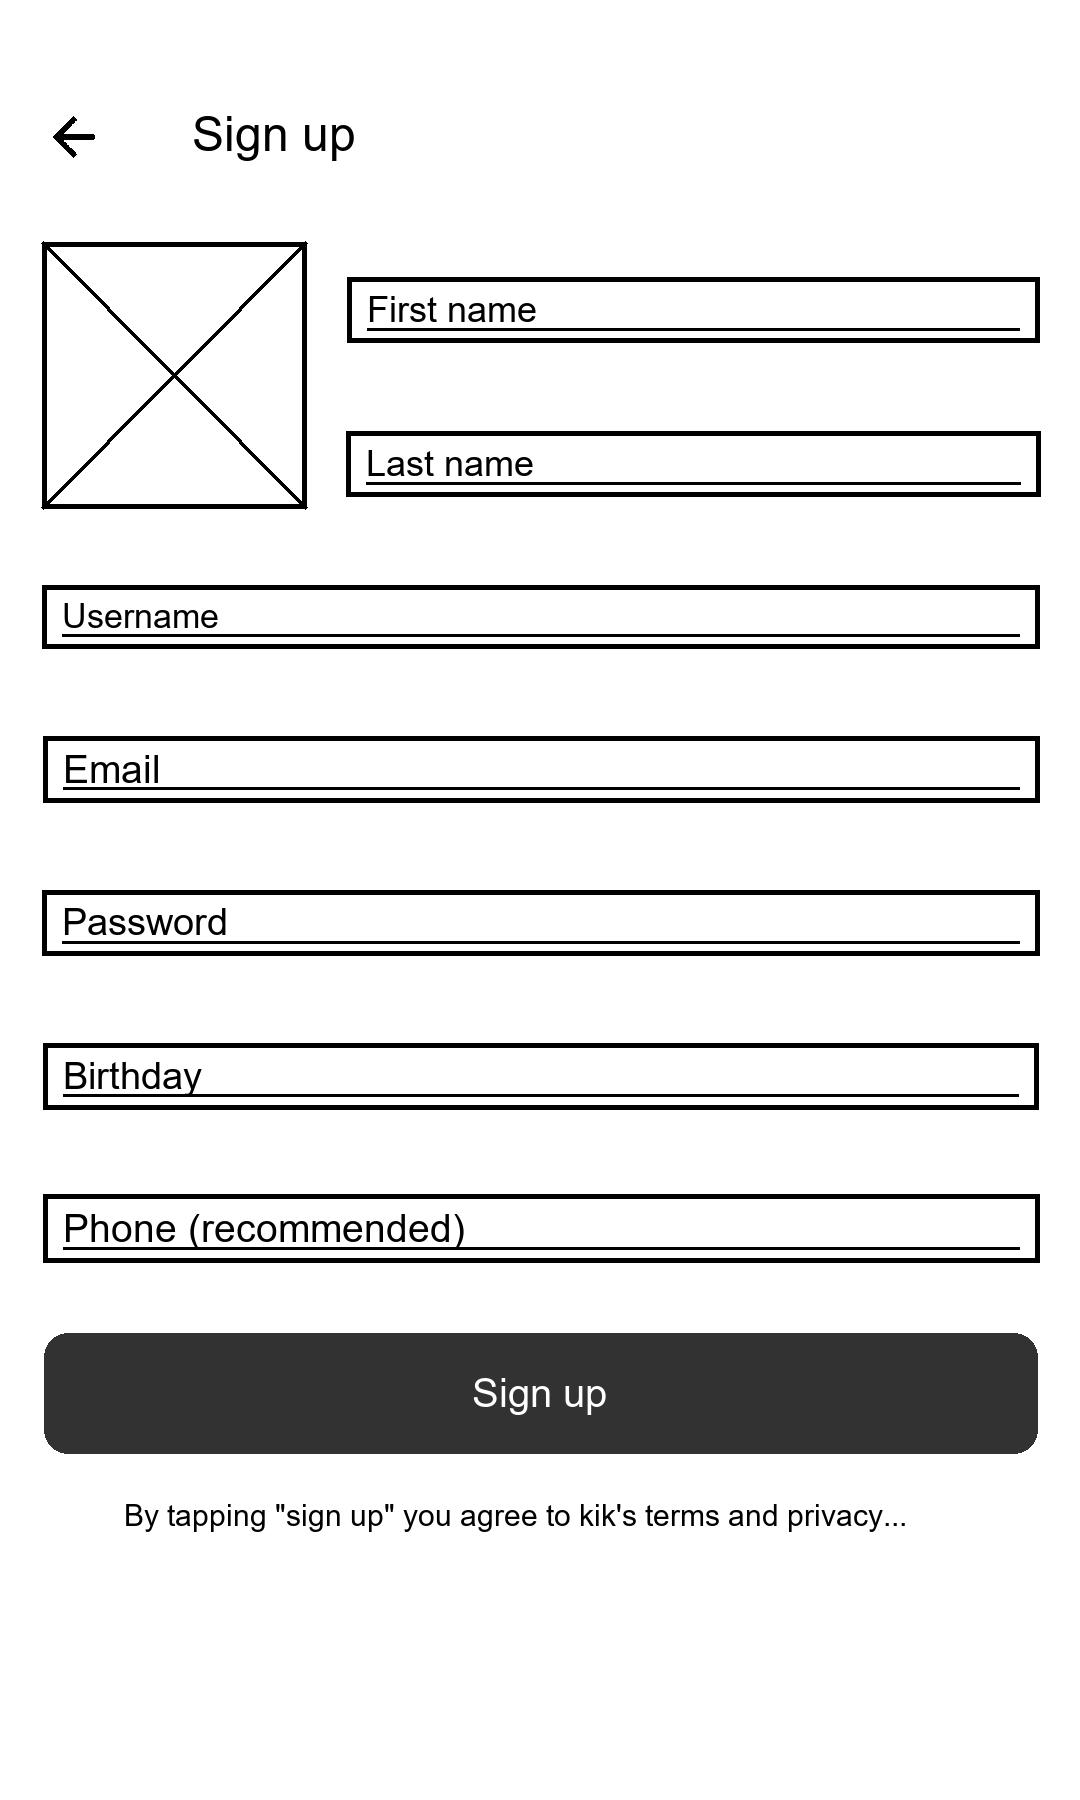 Sign up
First name
Last name
Username
Email
Password
Birthday
Phone (recommended)
Sign up
By tapping "sign up" you agree to kik's terms and privacy...